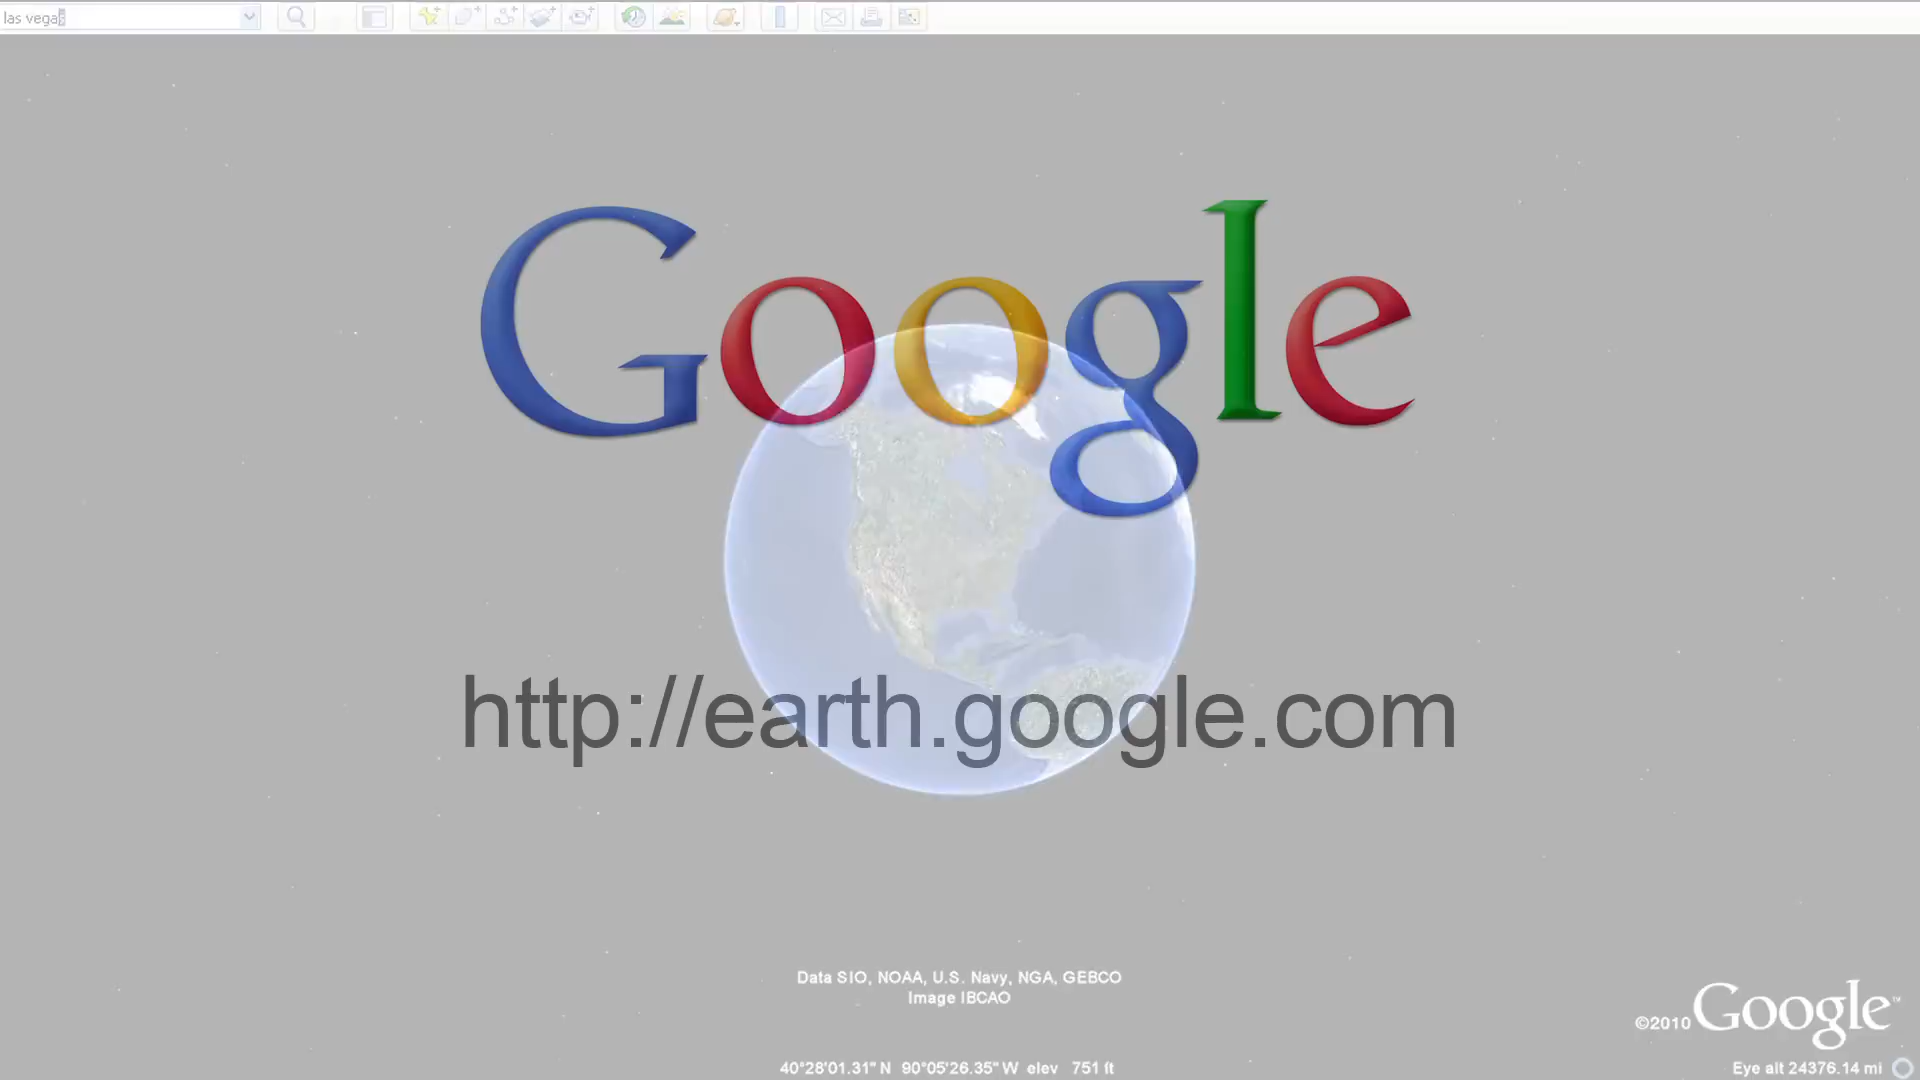 las vegas
Google
http://earth.google.com
Data SIO, NOAA, U.S. Navy, NGA, GEBCO
Image IBCAO
©2010 Google™
40°28'01.31" N 90°05'26.35" W elev 751 ft
Eye alt 24376.14 mi